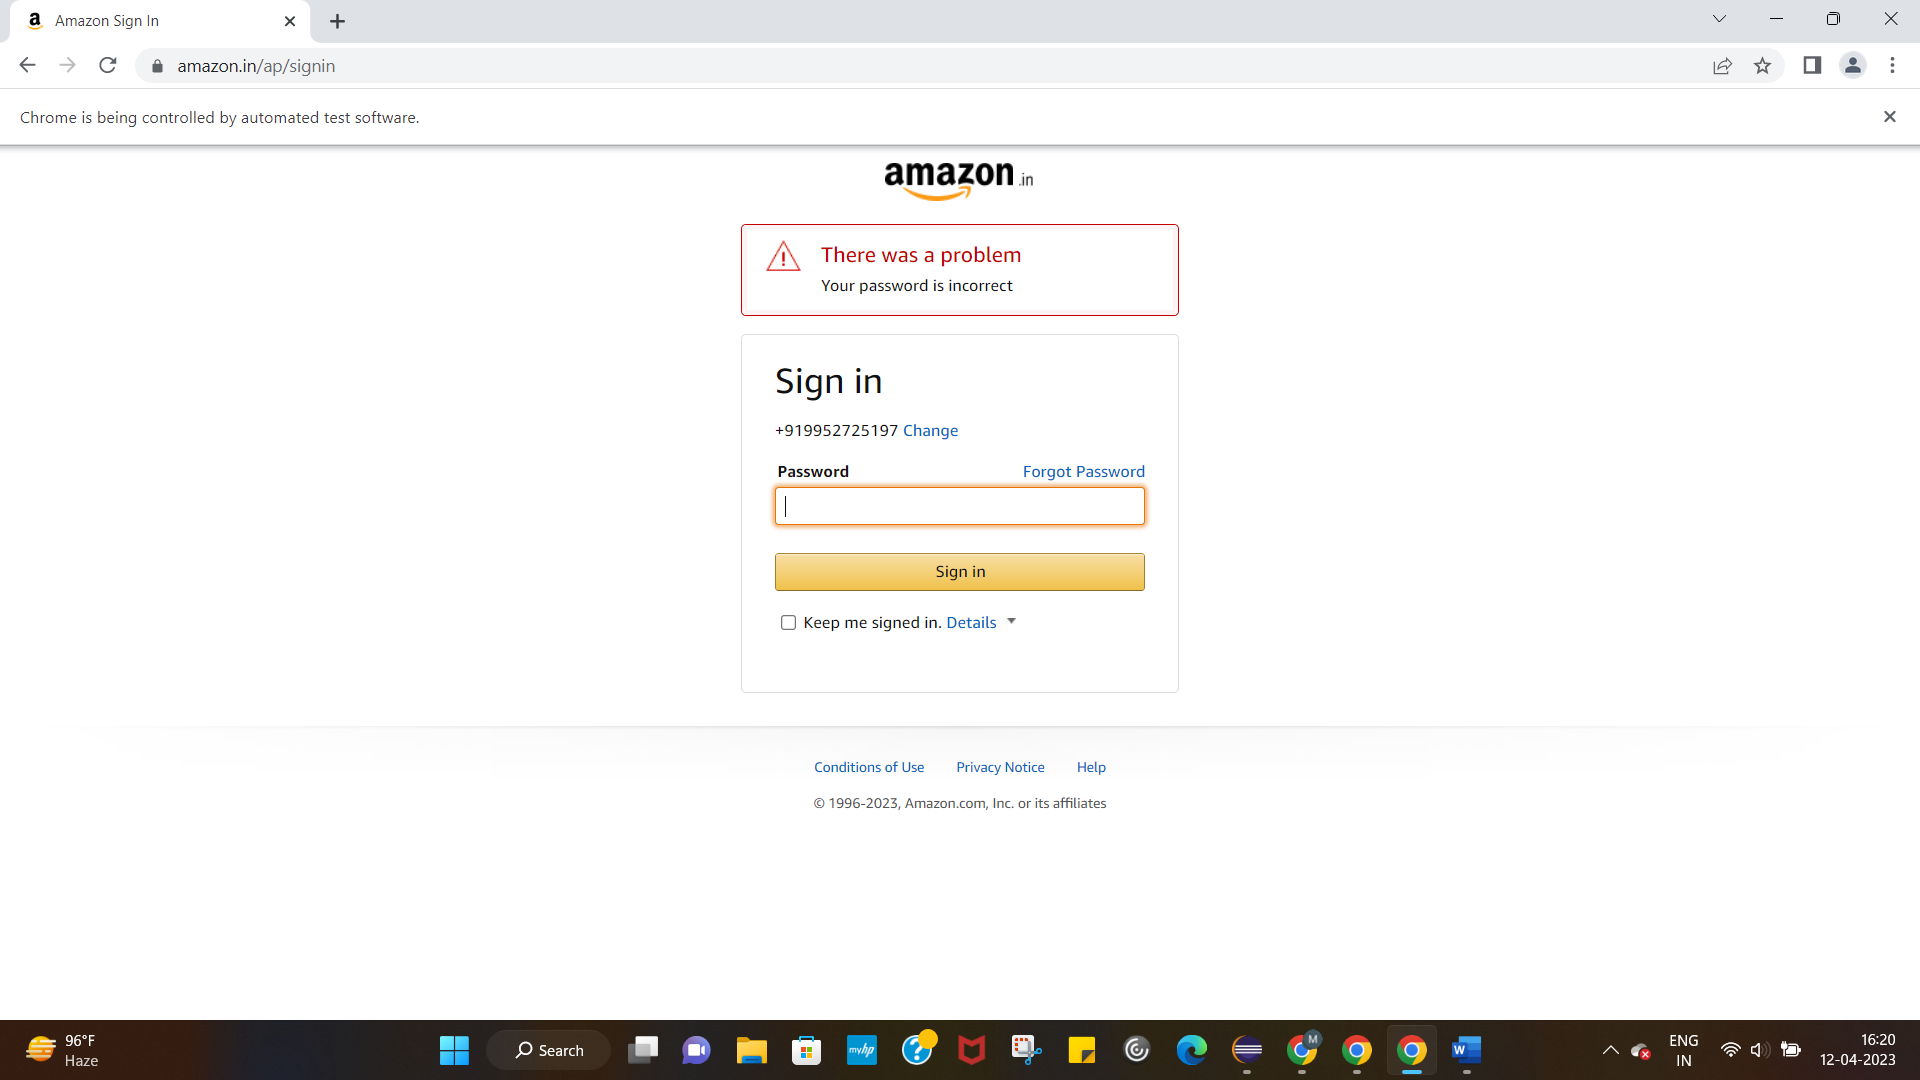 Amazon Sign In
amazon.in/ap/signin
Chrome is being controlled by automated test software.
amazon.in
There was a problem
Your password is incorrect
Sign in
+919952725197 Change
Password Forgot Password
Sign in
Keep me signed in. Details
Conditions of Use Privacy Notice Help
© 1996-2023, Amazon.com, Inc. or its affiliates
96°F
Haze
Search
myhp
M
W
ENG
IN
16:20
12-04-2023